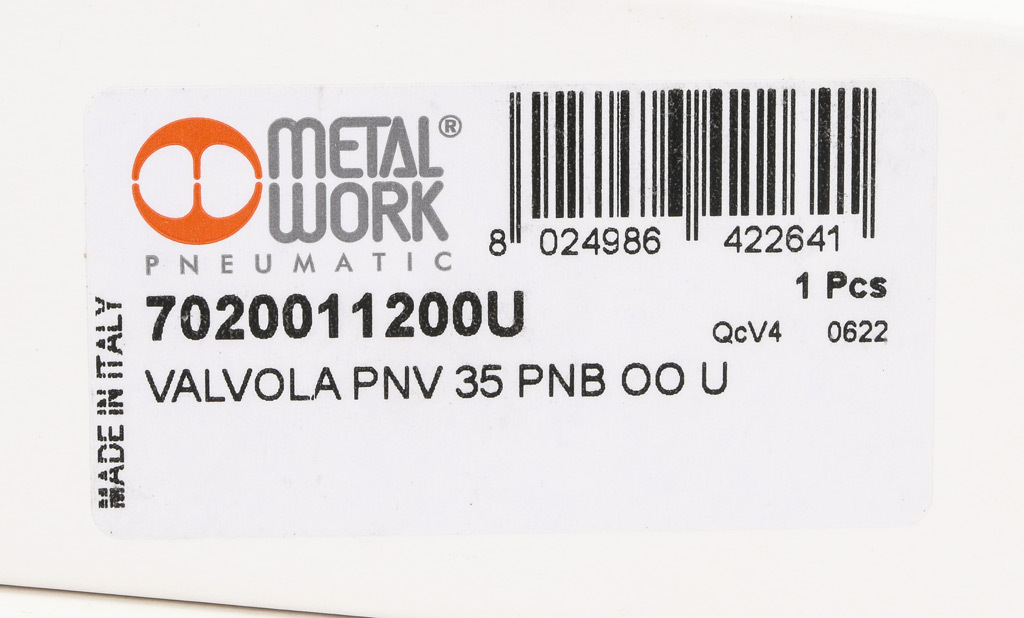 METAL®
WORK
PNEUMATIC
8 024986 422641
1 Pcs
7020011200U
QcV4 0622
VALVOLA PNV 35 PNB OO U
MADE IN ITALY